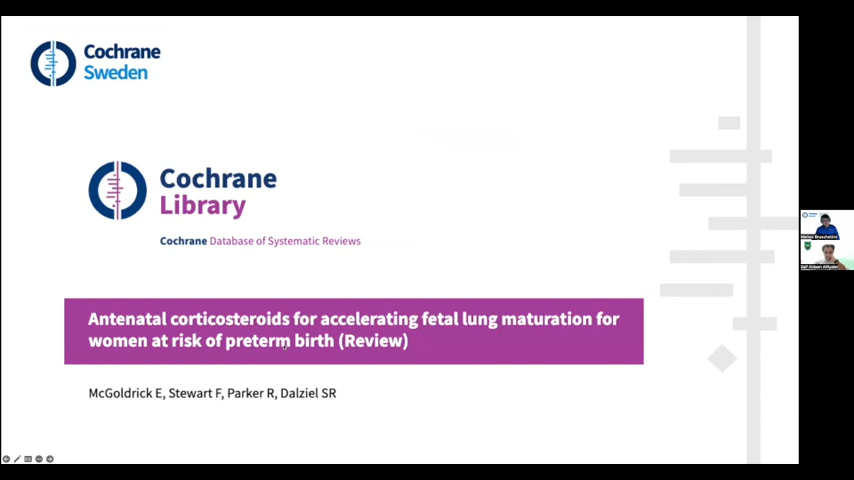 Cochrane
Sweden
Cochrane
Library
Cochrane Database of Systematic Reviews
Antenatal corticosteroids for accelerating fetal lung maturation for
women at risk of preterm birth (Review)
McGoldrick E, Stewart F, Parker R, Dalziel SR